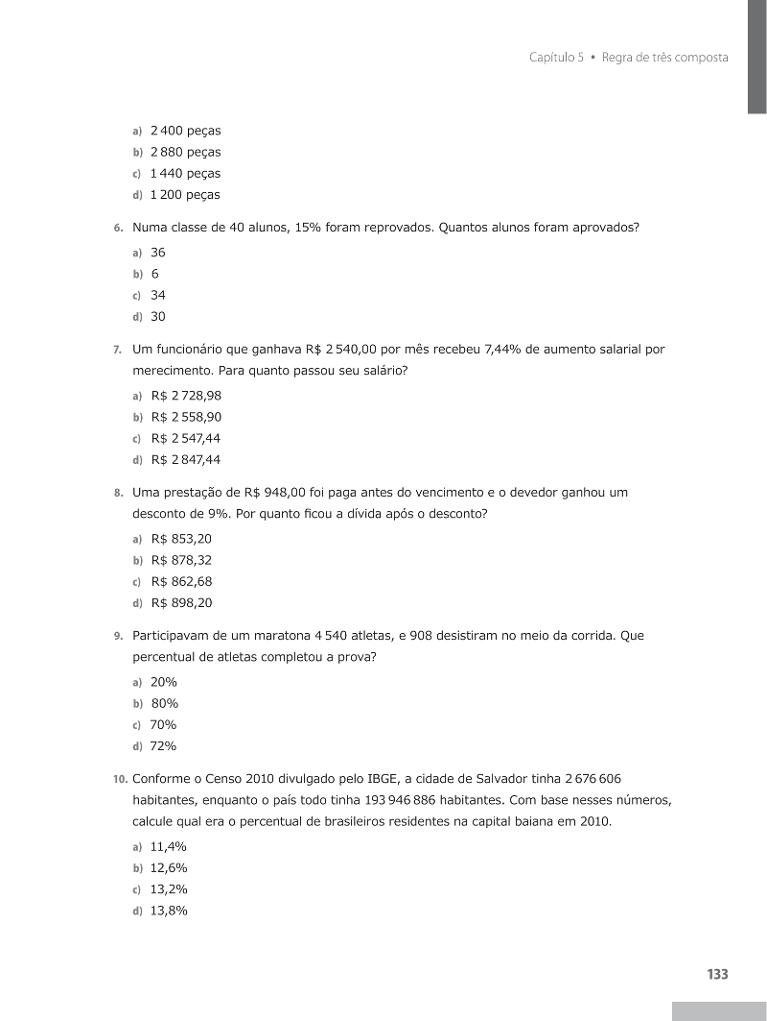 Capítulo 5 • Regra de três composta
a) 2 400 peças
b) 2 880 peças
c) 1 440 peças
d) 1 200 peças
6. Numa classe de 40 alunos, 15% foram reprovados. Quantos alunos foram aprovados?
a) 36
b) 6
c) 34
d) 30
7. Um funcionário que ganhava R$ 2 540,00 por mês recebeu 7,44% de aumento salarial por
merecimento. Para quanto passou seu salário?
a) R$ 2 728,98
b) R$ 2 558,90
c) R$ 2 547,44
d) R$ 2 847,44
8. Uma prestação de R$ 948,00 foi paga antes do vencimento e o devedor ganhou um
desconto de 9%. Por quanto ficou a dívida após o desconto?
a) R$ 853,20
b) R$ 878,32
c) R$ 862,68
d) R$ 898,20
9. Participavam de um maratona 4 540 atletas, e 908 desistiram no meio da corrida. Que
percentual de atletas completou a prova?
a) 20%
b) 80%
c) 70%
d) 72%
10. Conforme o Censo 2010 divulgado pelo IBGE, a cidade de Salvador tinha 2 676 606
habitantes, enquanto o país todo tinha 193 946 886 habitantes. Com base nesses números,
calcule qual era o percentual de brasileiros residentes na capital baiana em 2010.
a) 11,4%
b) 12,6%
c) 13,2%
d) 13,8%
133